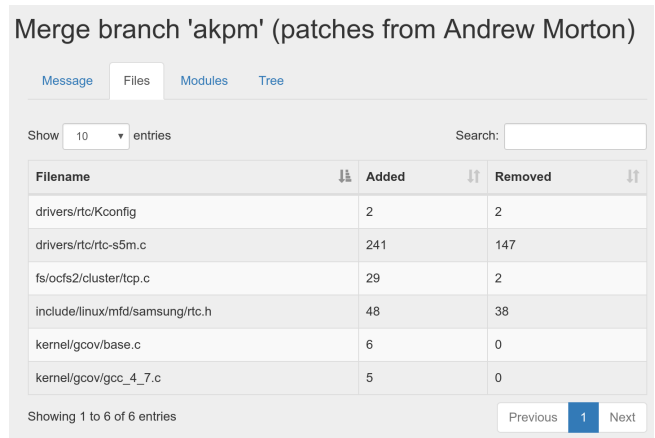 Merge branch 'akpm' (patches from Andrew Morton)
Message Files Modules Tree
Show 10 entries Search:
Filename Added Removed
drivers/rtc/Kconfig 2 2
drivers/rtc/rtc-s5m.c 241 147
fs/ocfs2/cluster/tcp.c 29 2
include/linux/mfd/samsung/rtc.h 48 38
kernel/gcov/base.c 6 0
kernel/gcov/gcc_4_7.c 5 0
Showing 1 to 6 of 6 entries Previous 1 Next